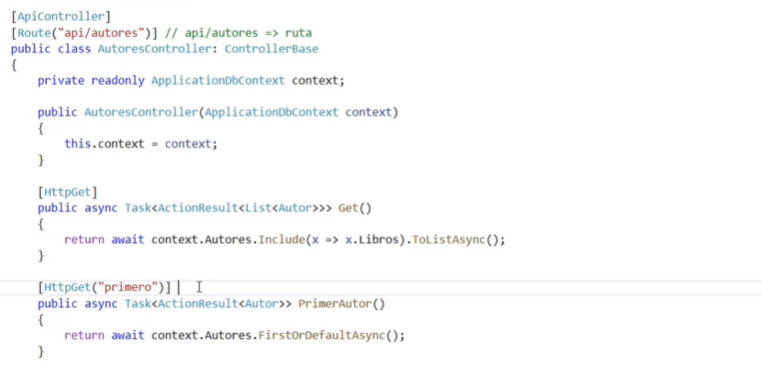 [ApiController]
[Route("api/autores")] // api/autores => ruta
public class AutoresController: ControllerBase
{
    private readonly ApplicationDbContext context;

    public AutoresController(ApplicationDbContext context)
    {
        this.context = context;
    }

    [HttpGet]
    public async Task<ActionResult<List<Autor>>> Get()
    {
        return await context.Autores.Include(x => x.Libros).ToListAsync();
    }

    [HttpGet("primero")]
    public async Task<ActionResult<Autor>> PrimerAutor()
    {
        return await context.Autores.FirstOrDefaultAsync();
    }